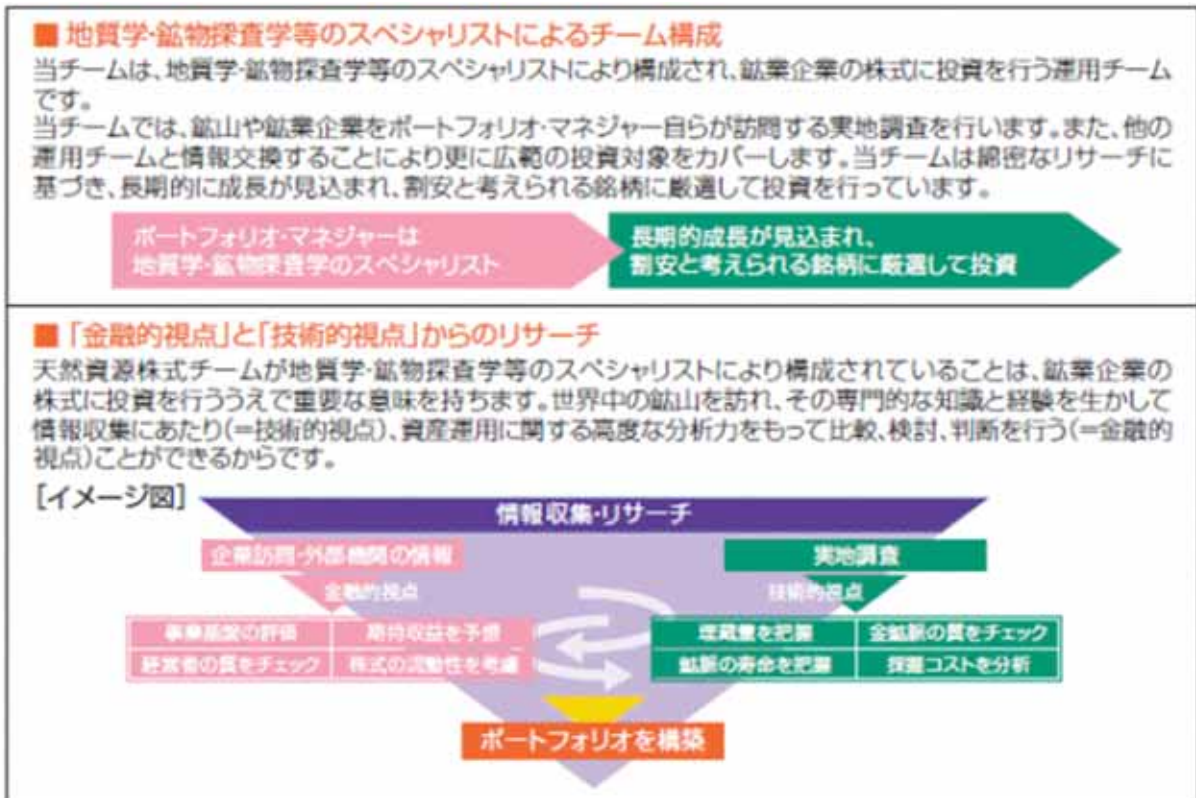 ■ 地質学・鉱物探査学等のスペシャリストによるチーム構成
当チームは、地質学・鉱物探査学等のスペシャリストにより構成され、鉱業企業の株式に投資を行う運用チーム
です。
当チームでは、鉱山や鉱業企業をポートフォリオ・マネジャー自らが訪問する実地調査を行います。また、他の
運用チームと情報交換することにより更に広範の投資対象をカバーします。当チームは綿密なリサーチに
基づき、長期的に成長が見込まれ、割安と考えられる銘柄に厳選して投資を行っています。
ポートフォリオ・マネジャーは
地質学・鉱物探査学のスペシャリスト
長期的成長が見込まれ、
割安と考えられる銘柄に厳選して投資
■ 「金融的視点」と「技術的視点」からのリサーチ
天然資源株式チームが地質学・鉱物探査学等のスペシャリストにより構成されていることは、鉱業企業の
株式に投資を行ううえで重要な意味を持ちます。世界中の鉱山を訪れ、その専門的な知識と経験を生かして
情報収集にあたり(=技術的視点)、資産運用に関する高度な分析力をもって比較、検討、判断を行う(=金融的
視点)ことができるからです。
[イメージ図]
情報収集・リサーチ
企業訪問・外部機関の情報
実地調査
金融的視点
技術的視点
事業基盤の評価
期待収益を予想
埋蔵量を把握
金鉱脈の質をチェック
経営者の質をチェック
株式の流動性を考慮
鉱脈の寿命を把握
採掘コストを分析
ポートフォリオを構築